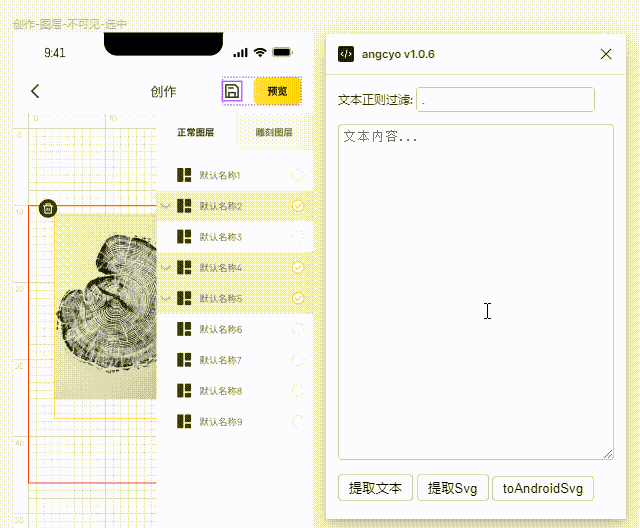 创作-图层-不可见-选中
9:41
创作
预览
0
10
正常图层
雕刻图层
0
默认名称1
默认名称2
10
默认名称3
默认名称4
20
默认名称5
默认名称6
30
默认名称7
默认名称8
默认名称9
40
50
angcyo v1.0.6
文本正则过滤:
.
文本内容...
提取文本
提取Svg
toAndroidSvg